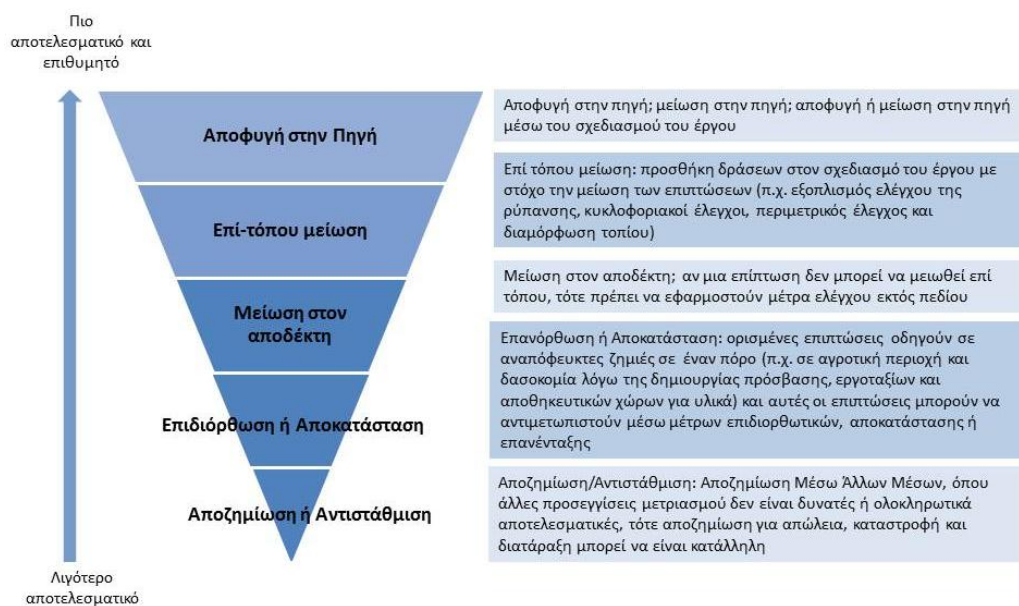 Πιο
αποτελεσματικό και
επιθυμητό
Αποφυγή στην Πηγή
Αποφυγή στην πηγή; μείωση στην πηγή; αποφυγή ή μείωση στην πηγή
μέσω του σχεδιασμού του έργου
Επί-τόπου μείωση
Επί τόπου μείωση: προσθήκη δράσεων στον σχεδιασμό του έργου με
στόχο την μείωση των επιπτώσεων (π.χ. εξοπλισμός ελέγχου της
ρύπανσης, κυκλοφοριακοί έλεγχοι, περιμετρικός έλεγχος και
διαμόρφωση τοπίου)
Μείωση στον
αποδέκτη
Μείωση στον αποδέκτη; αν μια επίπτωση δεν μπορεί να μειωθεί επί
τόπου, τότε πρέπει να εφαρμοστούν μέτρα ελέγχου εκτός πεδίου
Επιδιόρθωση ή Αποκατάσταση
Επανόρθωση ή Αποκατάσταση: ορισμένες επιπτώσεις οδηγούν σε
αναπόφευκτες ζημιές σε έναν πόρο (π.χ. σε αγροτική περιοχή και
δασοκομία λόγω της δημιουργίας πρόσβασης, εργοταξίων και
αποθηκευτικών χώρων για υλικά) και αυτές οι επιπτώσεις μπορούν να
αντιμετωπιστούν μέσω μέτρων επιδιορθωτικών, αποκατάστασης ή
επανένταξης
Αποζημίωση ή Αντιστάθμιση
Αποζημίωση/Αντιστάθμιση: Αποζημίωση Μέσω Άλλων Μέσων, όπου
άλλες προσεγγίσεις μετριασμού δεν είναι δυνατές ή ολοκληρωτικά
αποτελεσματικές, τότε αποζημίωση για απώλεια, καταστροφή και
διατάραξη μπορεί να είναι κατάλληλη
Λιγότερο
αποτελεσματικό